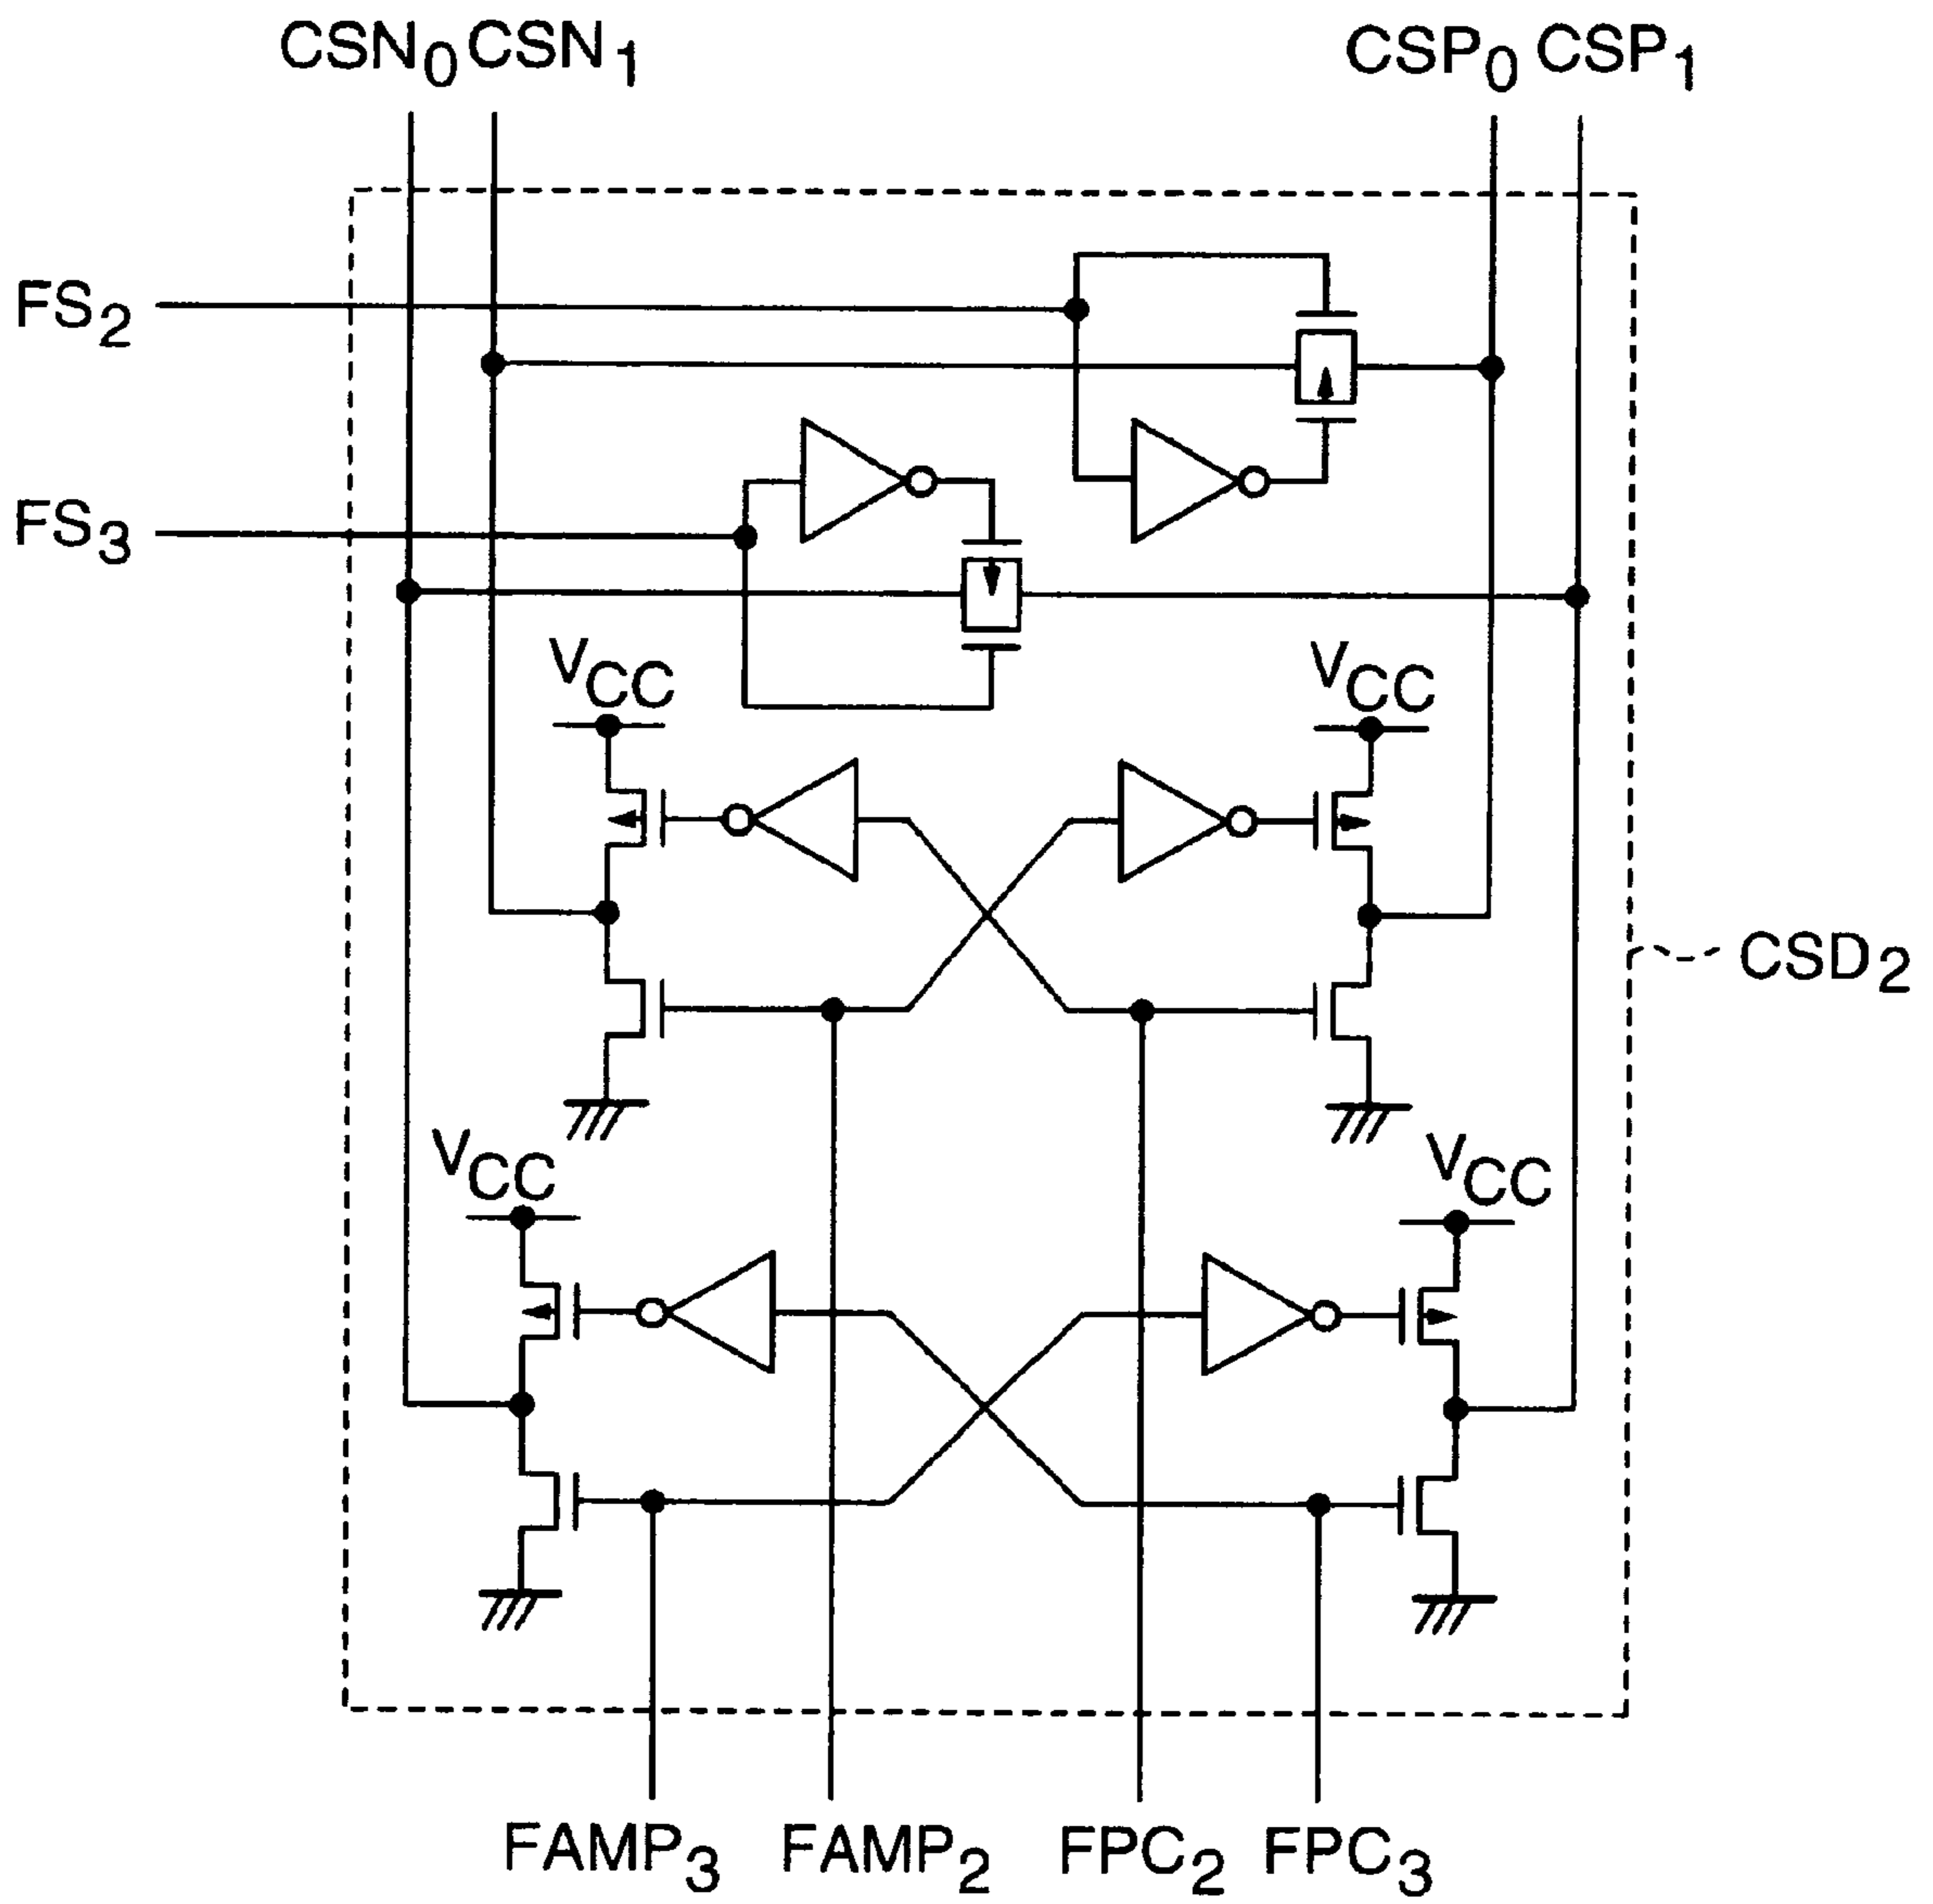 CSN0 CSN1 CSP0 CSP1
FS2
FS3
VCC VCC
CSD2
VCC VCC
FAMP3 FAMP2 FPC2 FPC3